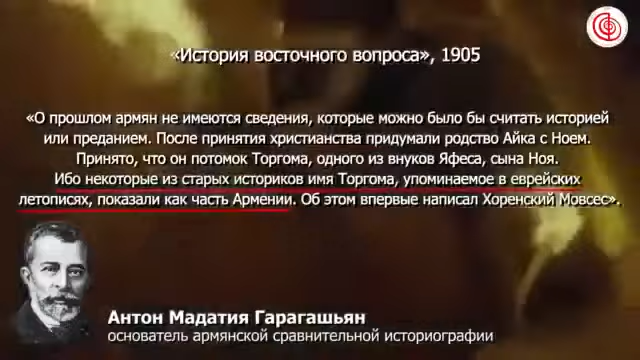 «История восточного вопроса», 1905
«О прошлом армян не имеются сведения, которые можно было бы считать историей
или преданием. После принятия христианства придумали родство Айка с Ноем.
Принято, что он потомок Торгома, одного из внуков Яфеса, сына Ноя.
Ибо некоторые из старых историков имя Торгома, упоминаемое в еврейских
летописях, показали как часть Армении. Об этом впервые написал Хоренский Мовсес».
Антон Мадатия Гарагашьян
основатель армянской сравнительной историографии